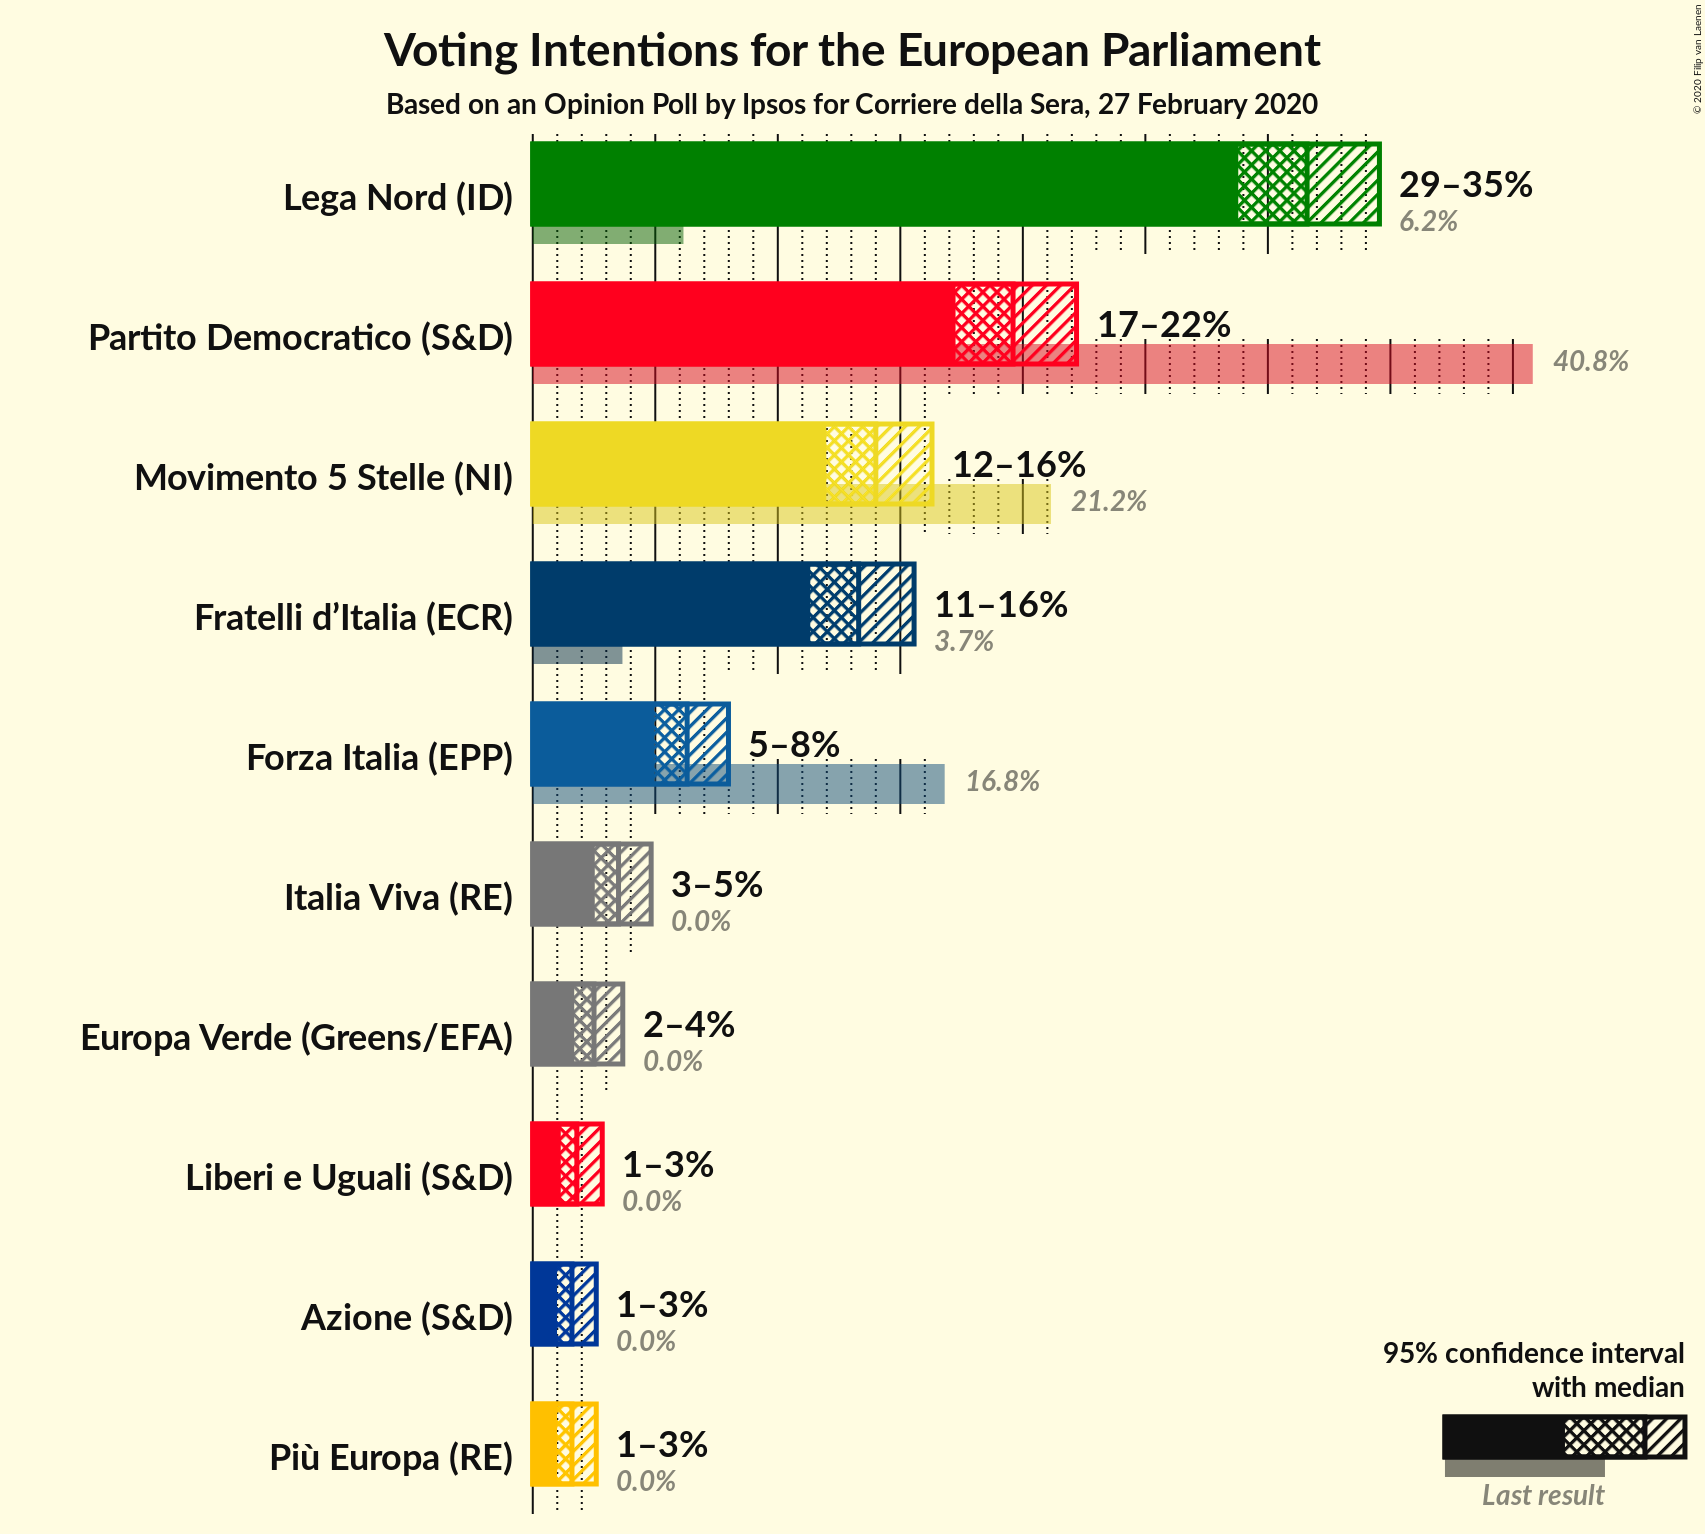 Voting Intentions for the European Parliament
Based on an Opinion Poll by Ipsos for Corriere della Sera, 27 February 2020
© 2020 Filip van Laenen
Lega Nord (ID)
29–35%
6.2%
Partito Democratico (S&D)
17–22%
40.8%
Movimento 5 Stelle (NI)
12–16%
21.2%
Fratelli d’Italia (ECR)
11–16%
3.7%
Forza Italia (EPP)
5–8%
16.8%
Italia Viva (RE)
3–5%
0.0%
Europa Verde (Greens/EFA)
2–4%
0.0%
Liberi e Uguali (S&D)
1–3%
0.0%
Azione (S&D)
1–3%
0.0%
Più Europa (RE)
1–3%
0.0%
95% confidence interval
with median
Last result